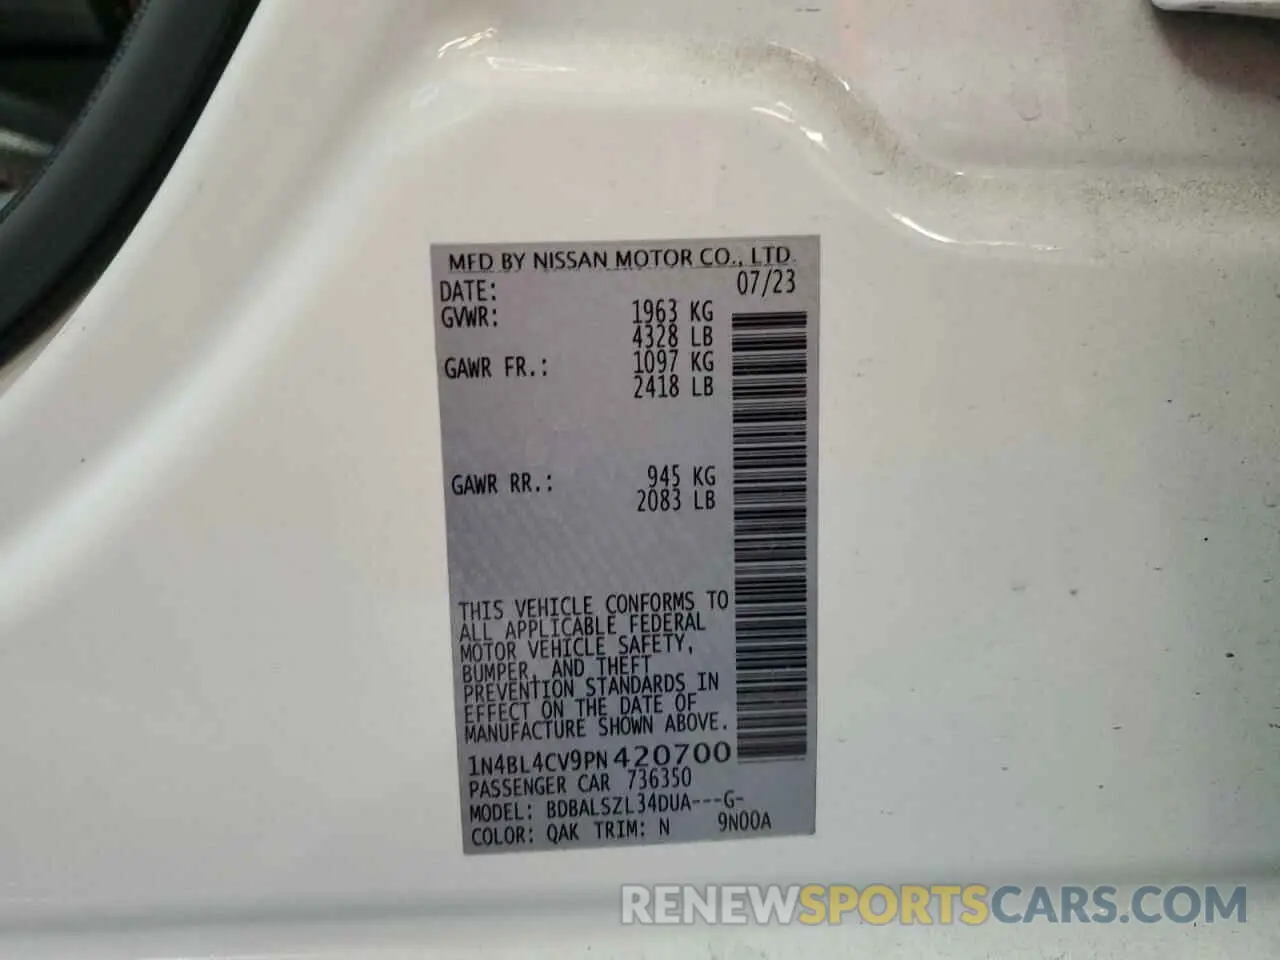 MFD BY NISSAN MOTOR CO., LTD.
DATE: 07/23
GVWR: 1963 KG
4328 LB
GAWR FR.: 1097 KG
2418 LB
GAWR RR.: 945 KG
2083 LB
THIS VEHICLE CONFORMS TO
ALL APPLICABLE FEDERAL
MOTOR VEHICLE SAFETY,
BUMPER, AND THEFT
PREVENTION STANDARDS IN
EFFECT ON THE DATE OF
MANUFACTURE SHOWN ABOVE.
1N4BL4CV9PN420700
PASSENGER CAR 736350
MODEL: BDBALSZL34DUA---G-
COLOR: QAK TRIM: N 9N00A
RENEWSPORTSCARS.COM